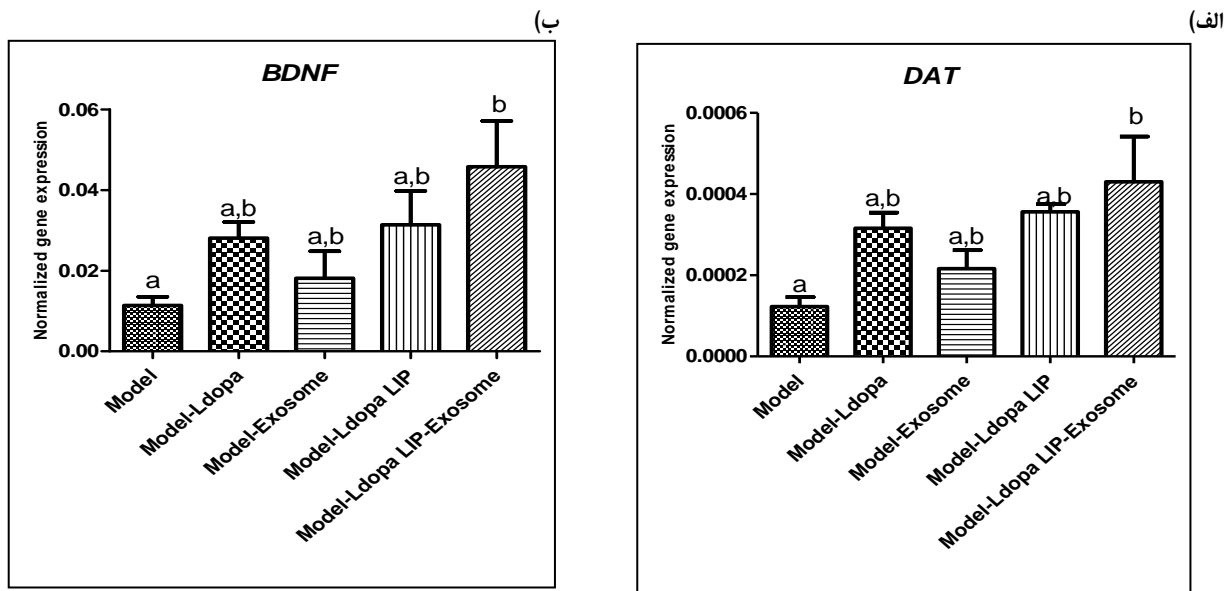 الف)
DAT
Normalized gene expression
0.0006
0.0004
0.0002
0.0000
a
a,b
a,b
a,b
b
Model
Model-Ldopa
Model-Exosome
Model-Ldopa LIP
Model-Ldopa LIP-Exosome
ب)
BDNF
Normalized gene expression
0.06
0.04
0.02
0.00
a
a,b
a,b
a,b
b
Model
Model-Ldopa
Model-Exosome
Model-Ldopa LIP
Model-Ldopa LIP-Exosome